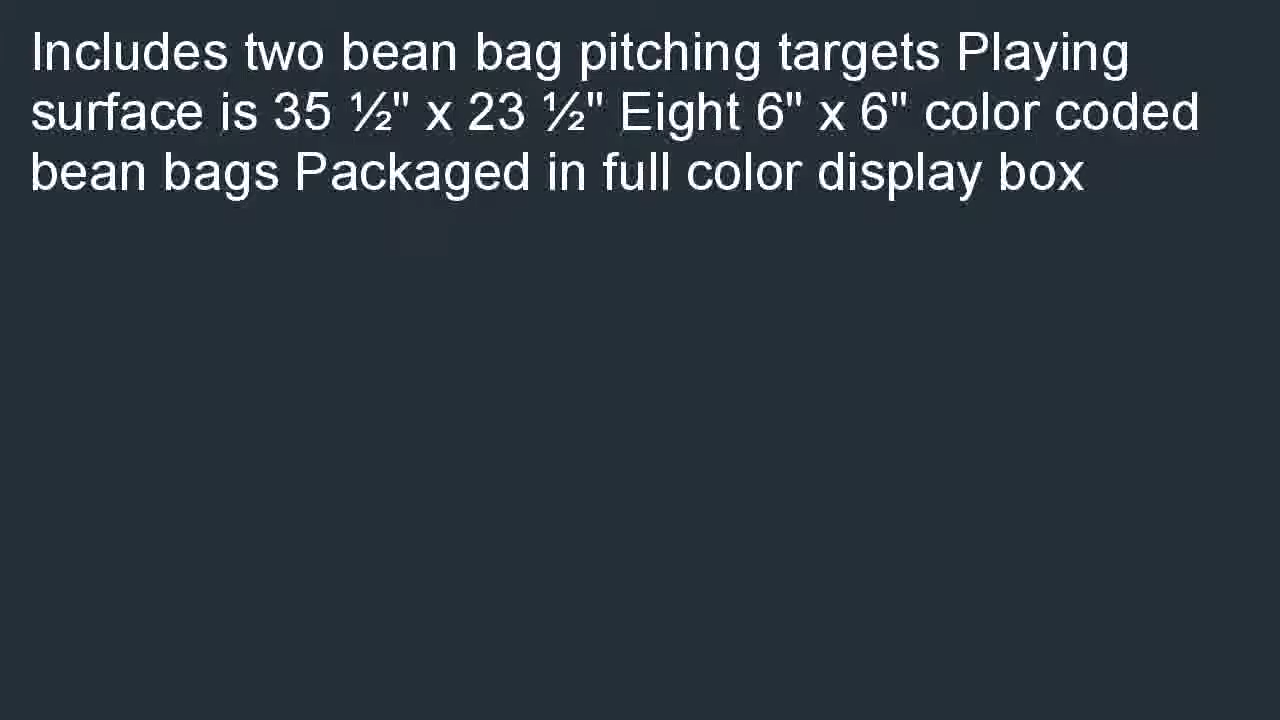 Includes two bean bag pitching targets Playing
surface is 35 ½" x 23 ½" Eight 6" x 6" color coded
bean bags Packaged in full color display box